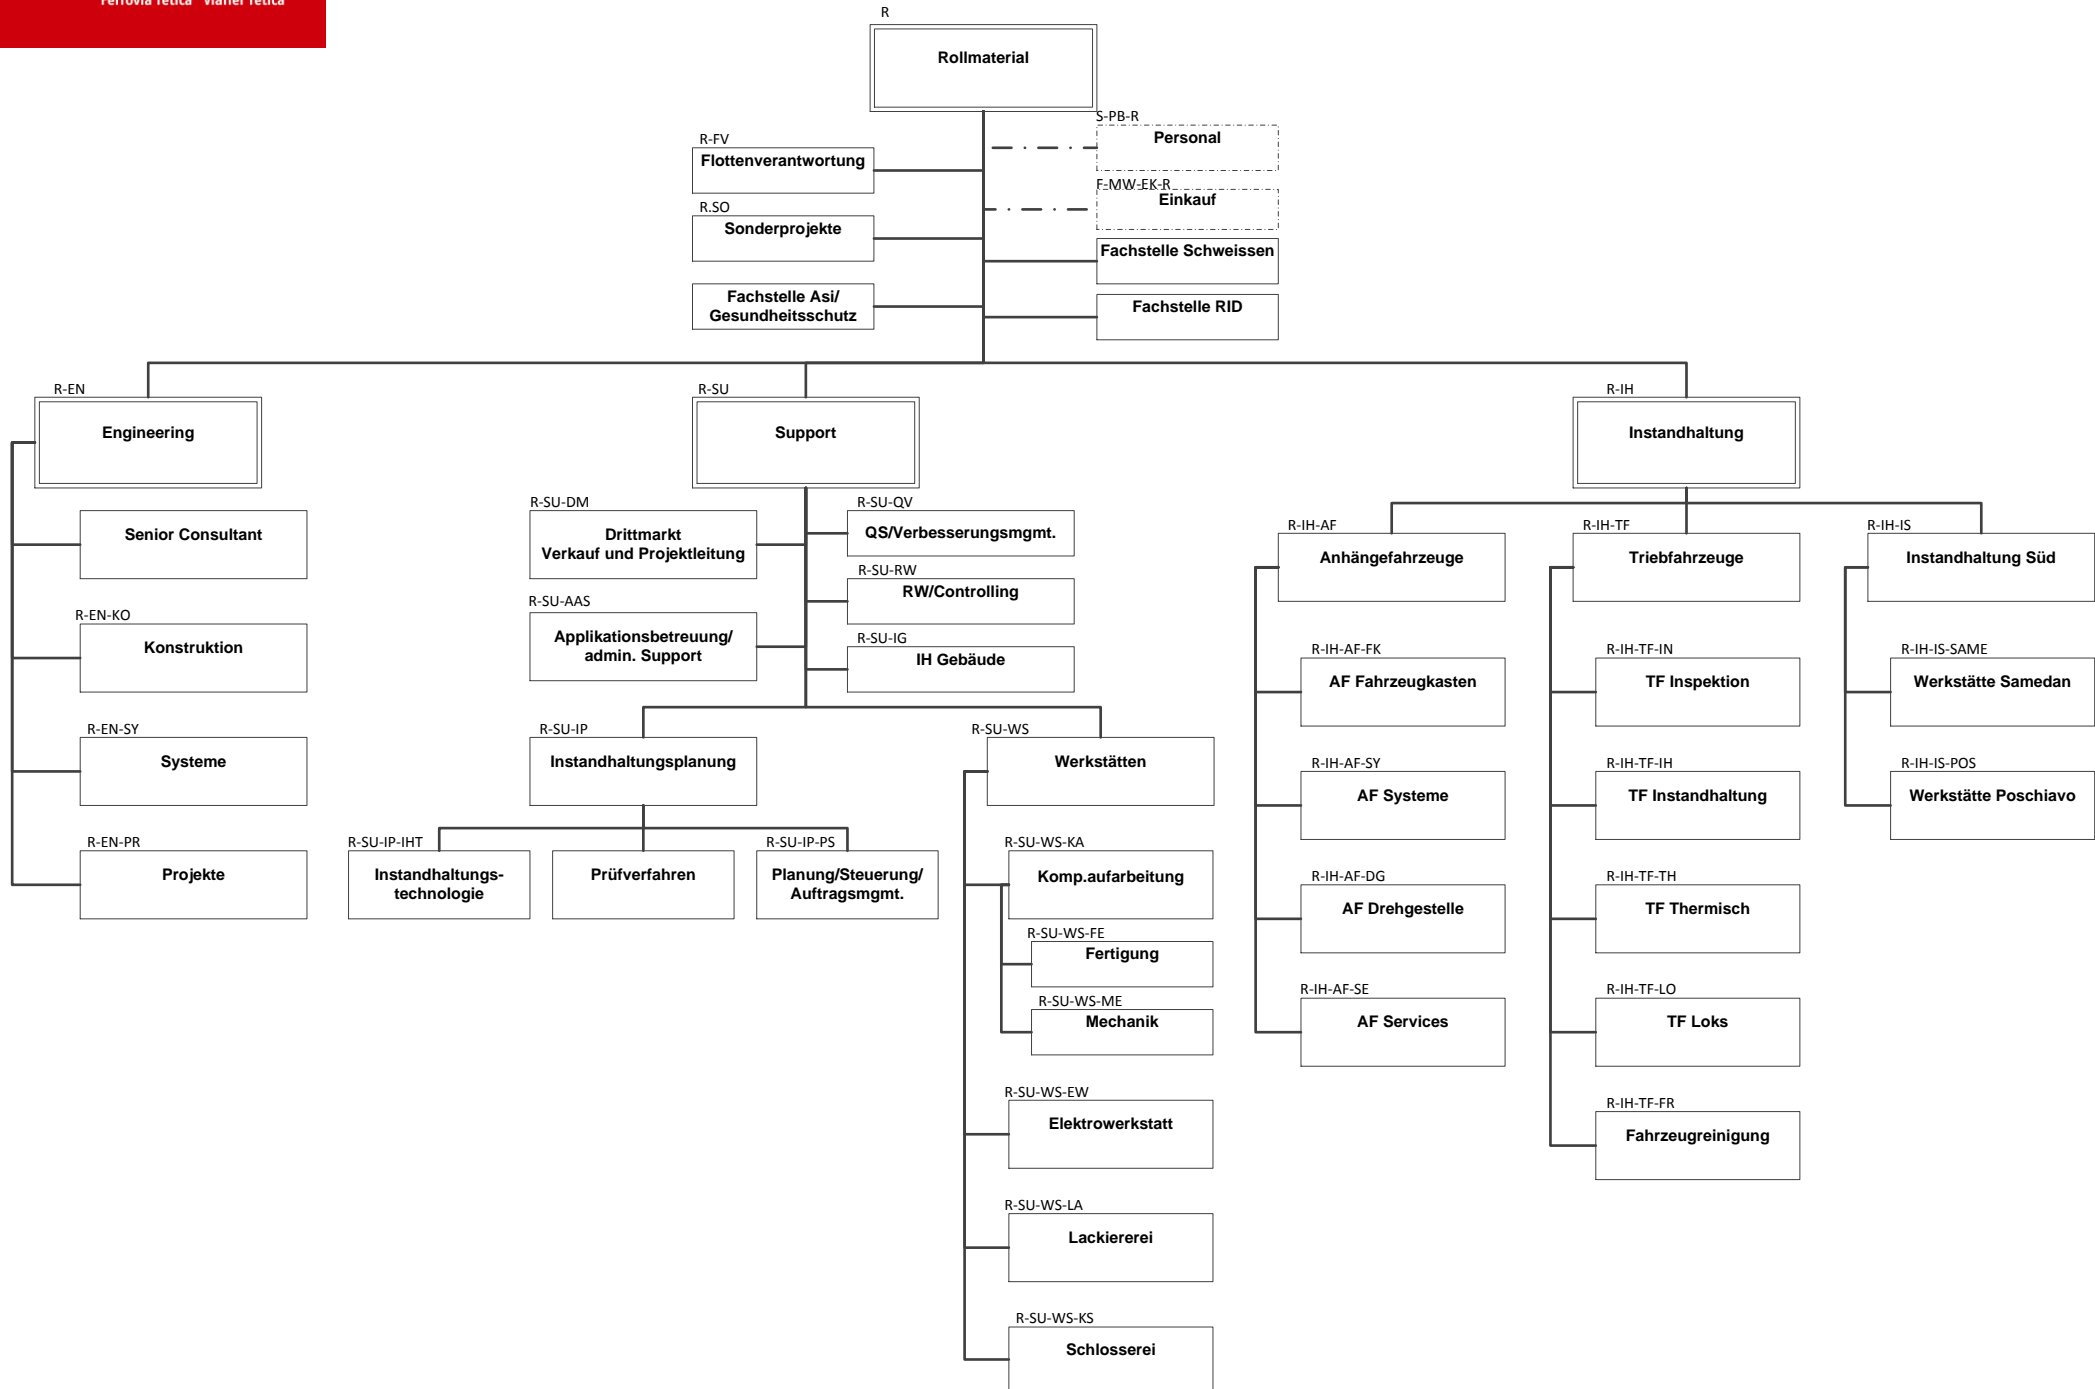 Ferrovia retica Viafier retica
R
Rollmaterial
S-PB-R
Personal
R-FV
Flottenverantwortung
F-MW-EK-R
Einkauf
R.SO
Sonderprojekte
Fachstelle Schweissen
Fachstelle Asi/
Gesundheitsschutz
Fachstelle RID
R-EN
Engineering
R-SU
Support
R-IH
Instandhaltung
Senior Consultant
R-EN-KO
Konstruktion
R-EN-SY
Systeme
R-EN-PR
Projekte
R-SU-DM
Drittmarkt
Verkauf und Projektleitung
R-SU-QV
QS/Verbesserungsmgmt.
R-SU-RW
RW/Controlling
R-SU-AAS
Applikationsbetreuung/
admin. Support
R-SU-IG
IH Gebäude
R-SU-IP
Instandhaltungsplanung
R-SU-IP-IHT
Instandhaltungs-
technologie
Prüfverfahren
R-SU-IP-PS
Planung/Steuerung/
Auftragsmgmt.
R-SU-WS
Werkstätten
R-SU-WS-KA
Komp.aufarbeitung
R-SU-WS-FE
Fertigung
R-SU-WS-ME
Mechanik
R-SU-WS-EW
Elektrowerkstatt
R-SU-WS-LA
Lackiererei
R-SU-WS-KS
Schlosserei
R-IH-AF
Anhängefahrzeuge
R-IH-AF-FK
AF Fahrzeugkasten
R-IH-AF-SY
AF Systeme
R-IH-AF-DG
AF Drehgestelle
R-IH-AF-SE
AF Services
R-IH-TF
Triebfahrzeuge
R-IH-TF-IN
TF Inspektion
R-IH-TF-IH
TF Instandhaltung
R-IH-TF-TH
TF Thermisch
R-IH-TF-LO
TF Loks
R-IH-TF-FR
Fahrzeugreinigung
R-IH-IS
Instandhaltung Süd
R-IH-IS-SAME
Werkstätte Samedan
R-IH-IS-POS
Werkstätte Poschiavo